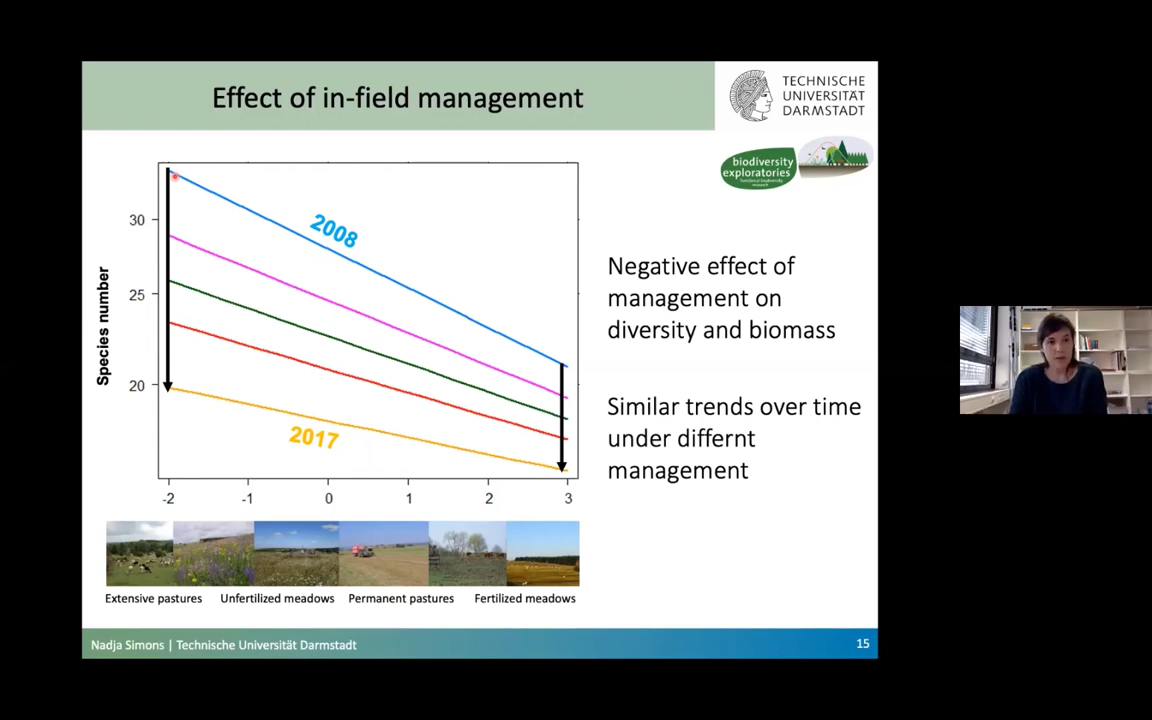 Effect of in-field management
TECHNISCHE
UNIVERSITÄT
DARMSTADT
biodiversity
exploratories
2008
2017
Species number
30
25
20
-2 -1 0 1 2 3
Extensive pastures Unfertilized meadows Permanent pastures Fertilized meadows
Negative effect of
management on
diversity and biomass
Similar trends over time
under differnt
management
Nadja Simons | Technische Universität Darmstadt
15